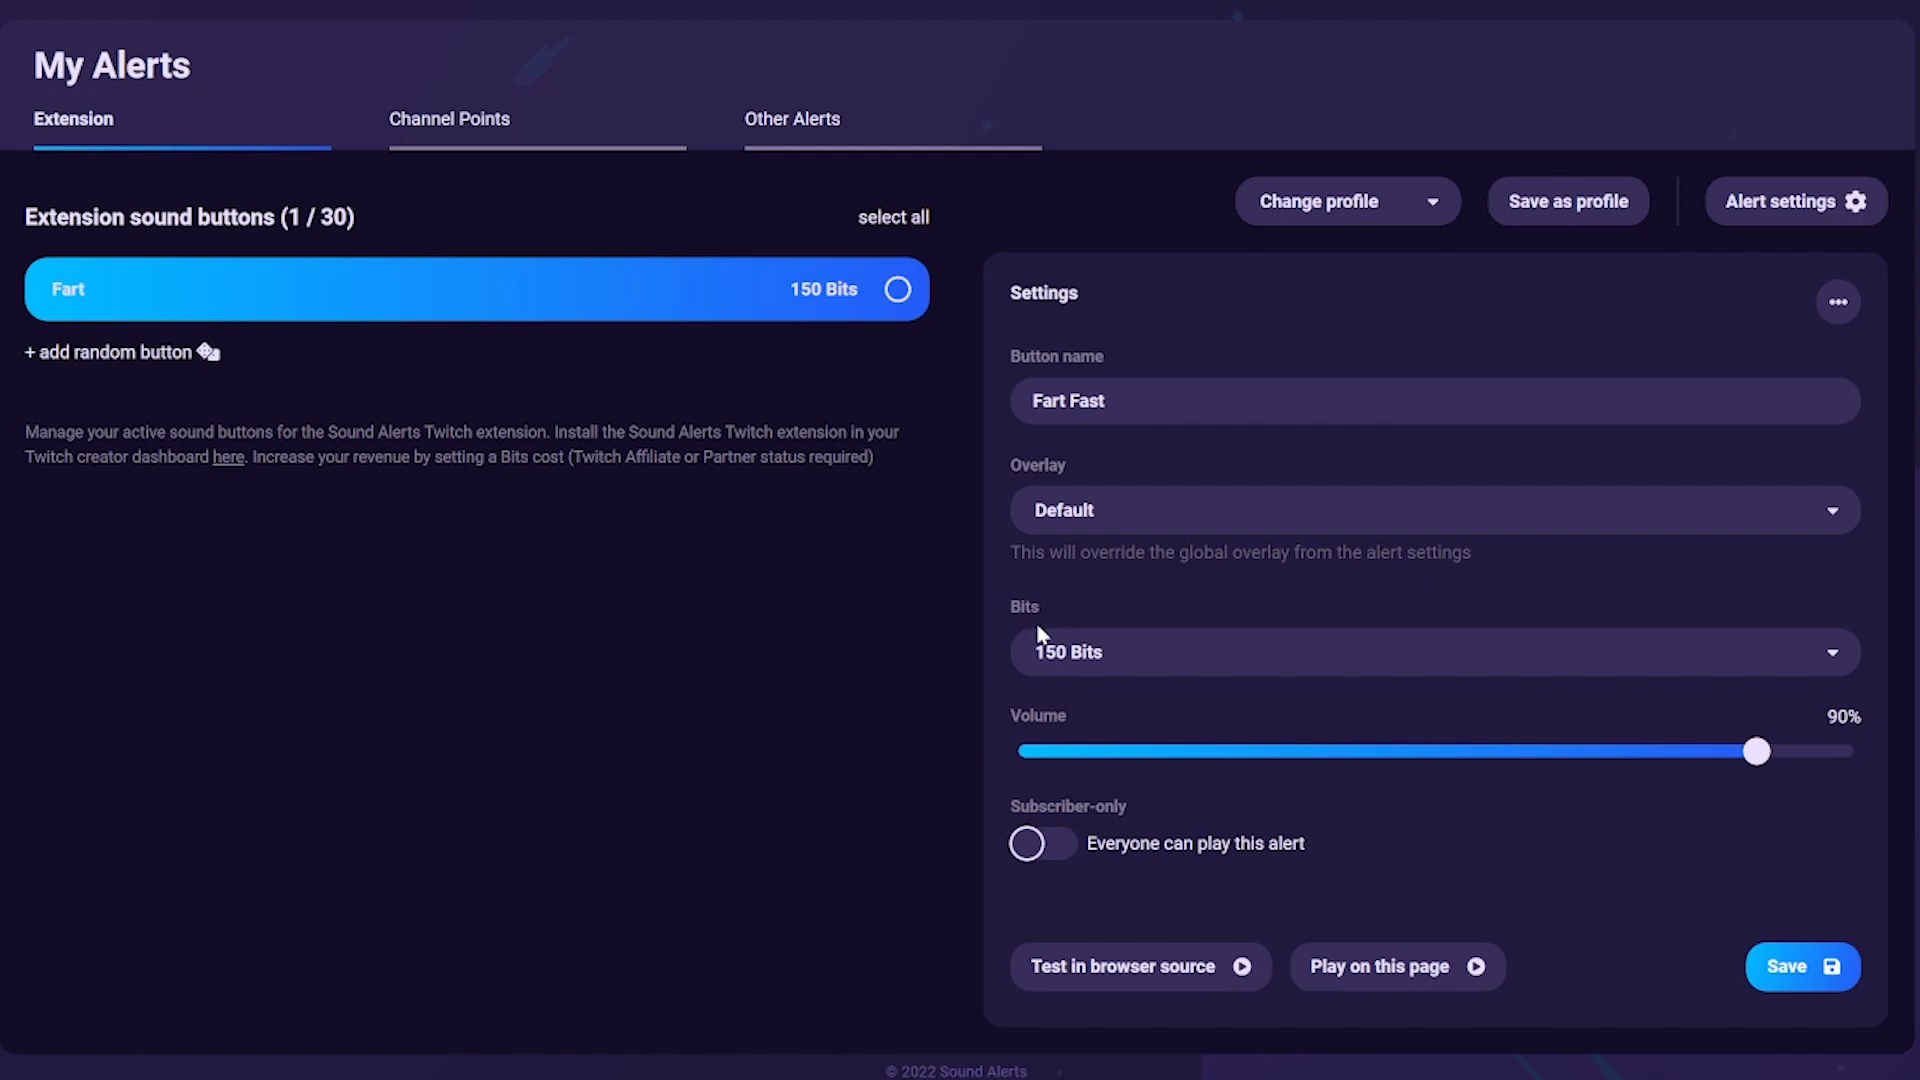 My Alerts
Extension
Channel Points
Other Alerts
Change profile
Save as profile
Alert settings
Extension sound buttons (1 / 30)
select all
Fart
150 Bits
+ add random button
Manage your active sound buttons for the Sound Alerts Twitch extension. Install the Sound Alerts Twitch extension in your
Twitch creator dashboard here. Increase your revenue by setting a Bits cost (Twitch Affiliate or Partner status required)
Settings
Button name
Fart Fast
Overlay
Default
This will override the global overlay from the alert settings
Bits
150 Bits
Volume
90%
Subscriber-only
Everyone can play this alert
Test in browser source
Play on this page
Save
© 2022 Sound Alerts